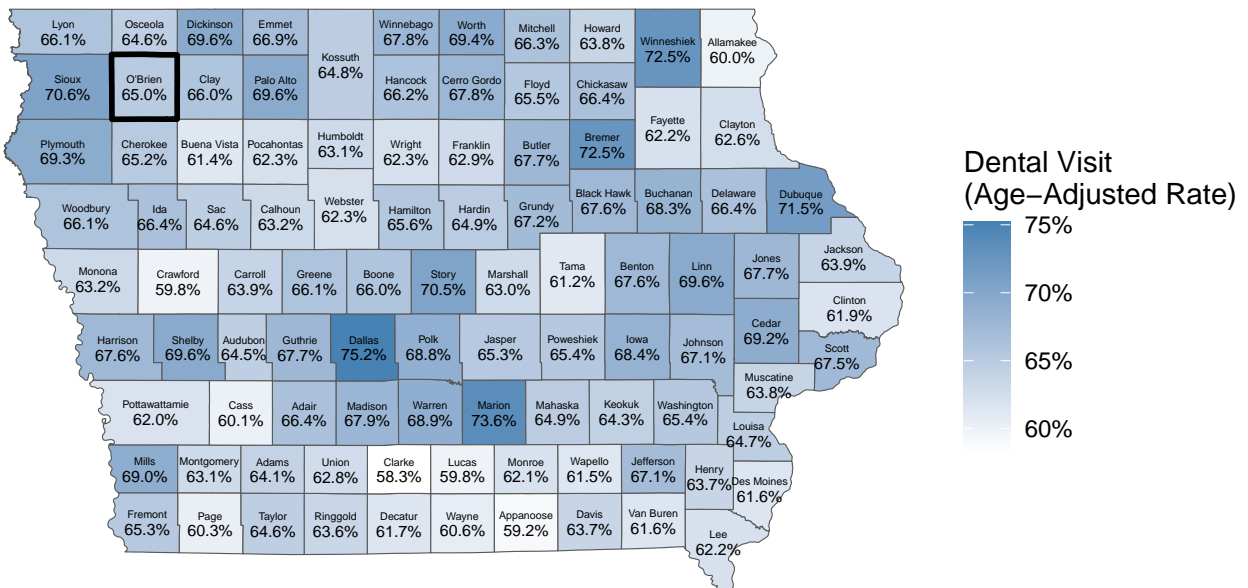 Lyon
66.1%
Osceola
64.6%
Dickinson
69.6%
Emmet
66.9%
Kossuth
64.8%
Winnebago
67.8%
Worth
69.4%
Mitchell
66.3%
Howard
63.8%
Winneshiek
72.5%
Allamakee
60.0%
Sioux
70.6%
O'Brien
65.0%
Clay
66.0%
Palo Alto
69.6%
Hancock
66.2%
Cerro Gordo
67.8%
Floyd
65.5%
Chickasaw
66.4%
Fayette
62.2%
Clayton
62.6%
Plymouth
69.3%
Cherokee
65.2%
Buena Vista
61.4%
Pocahontas
62.3%
Humboldt
63.1%
Wright
62.3%
Franklin
62.9%
Butler
67.7%
Bremer
72.5%
Woodbury
66.1%
Ida
66.4%
Sac
64.6%
Calhoun
63.2%
Webster
62.3%
Hamilton
65.6%
Hardin
64.9%
Grundy
67.2%
Black Hawk
67.6%
Buchanan
68.3%
Delaware
66.4%
Dubuque
71.5%
Monona
63.2%
Crawford
59.8%
Carroll
63.9%
Greene
66.1%
Boone
66.0%
Story
70.5%
Marshall
63.0%
Tama
61.2%
Benton
67.6%
Linn
69.6%
Jones
67.7%
Jackson
63.9%
Clinton
61.9%
Harrison
67.6%
Shelby
69.6%
Audubon
64.5%
Guthrie
67.7%
Dallas
75.2%
Polk
68.8%
Jasper
65.3%
Poweshiek
65.4%
Iowa
68.4%
Johnson
67.1%
Cedar
69.2%
Scott
67.5%
Muscatine
63.8%
Pottawattamie
62.0%
Cass
60.1%
Adair
66.4%
Madison
67.9%
Warren
68.9%
Marion
73.6%
Mahaska
64.9%
Keokuk
64.3%
Washington
65.4%
Louisa
64.7%
Mills
69.0%
Montgomery
63.1%
Adams
64.1%
Union
62.8%
Clarke
58.3%
Lucas
59.8%
Monroe
62.1%
Wapello
61.5%
Jefferson
67.1%
Henry
63.7%
Des Moines
61.6%
Fremont
65.3%
Page
60.3%
Taylor
64.6%
Ringgold
63.6%
Decatur
61.7%
Wayne
60.6%
Appanoose
59.2%
Davis
63.7%
Van Buren
61.6%
Lee
62.2%
Dental Visit
(Age−Adjusted Rate)
75%
70%
65%
60%